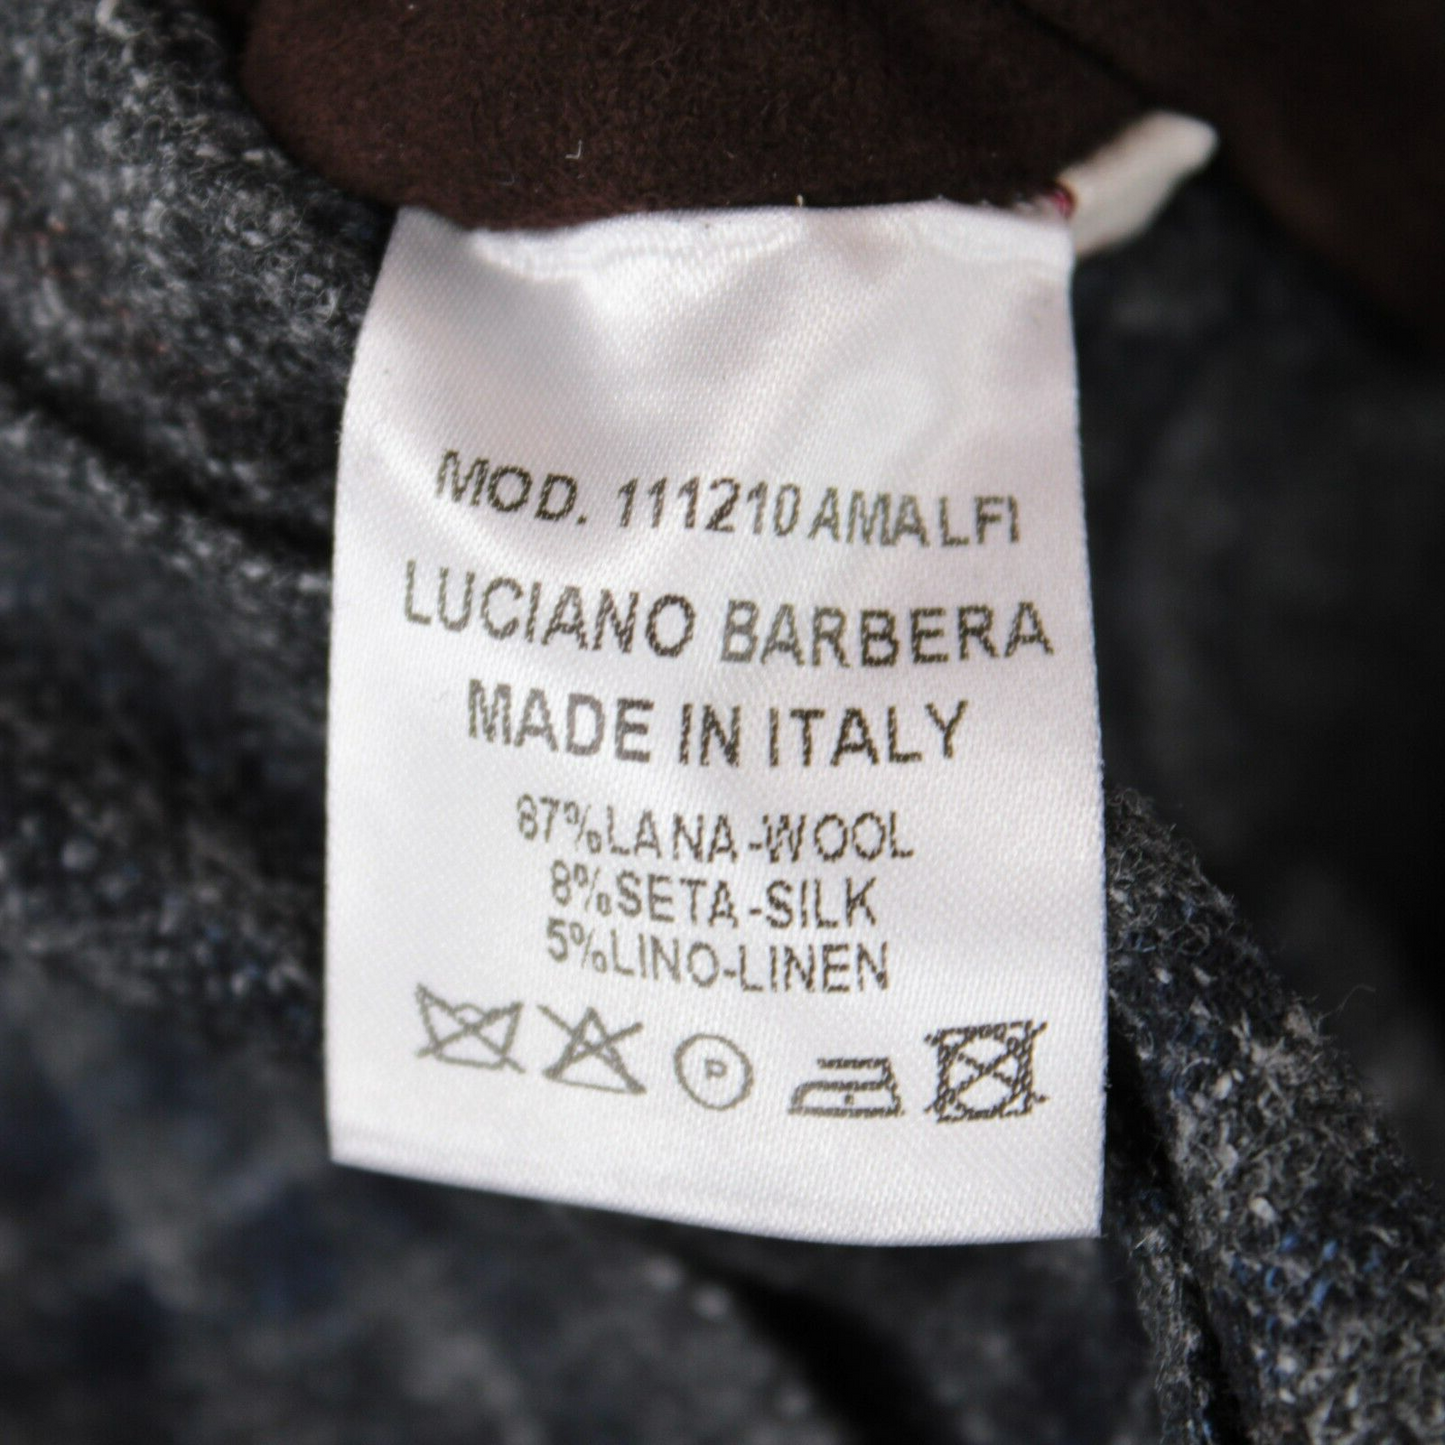 MOD. 111210 AMALFI
LUCIANO BARBERA
MADE IN ITALY
87%LANA-WOOL
8%SETA-SILK
5%LINO-LINEN
P